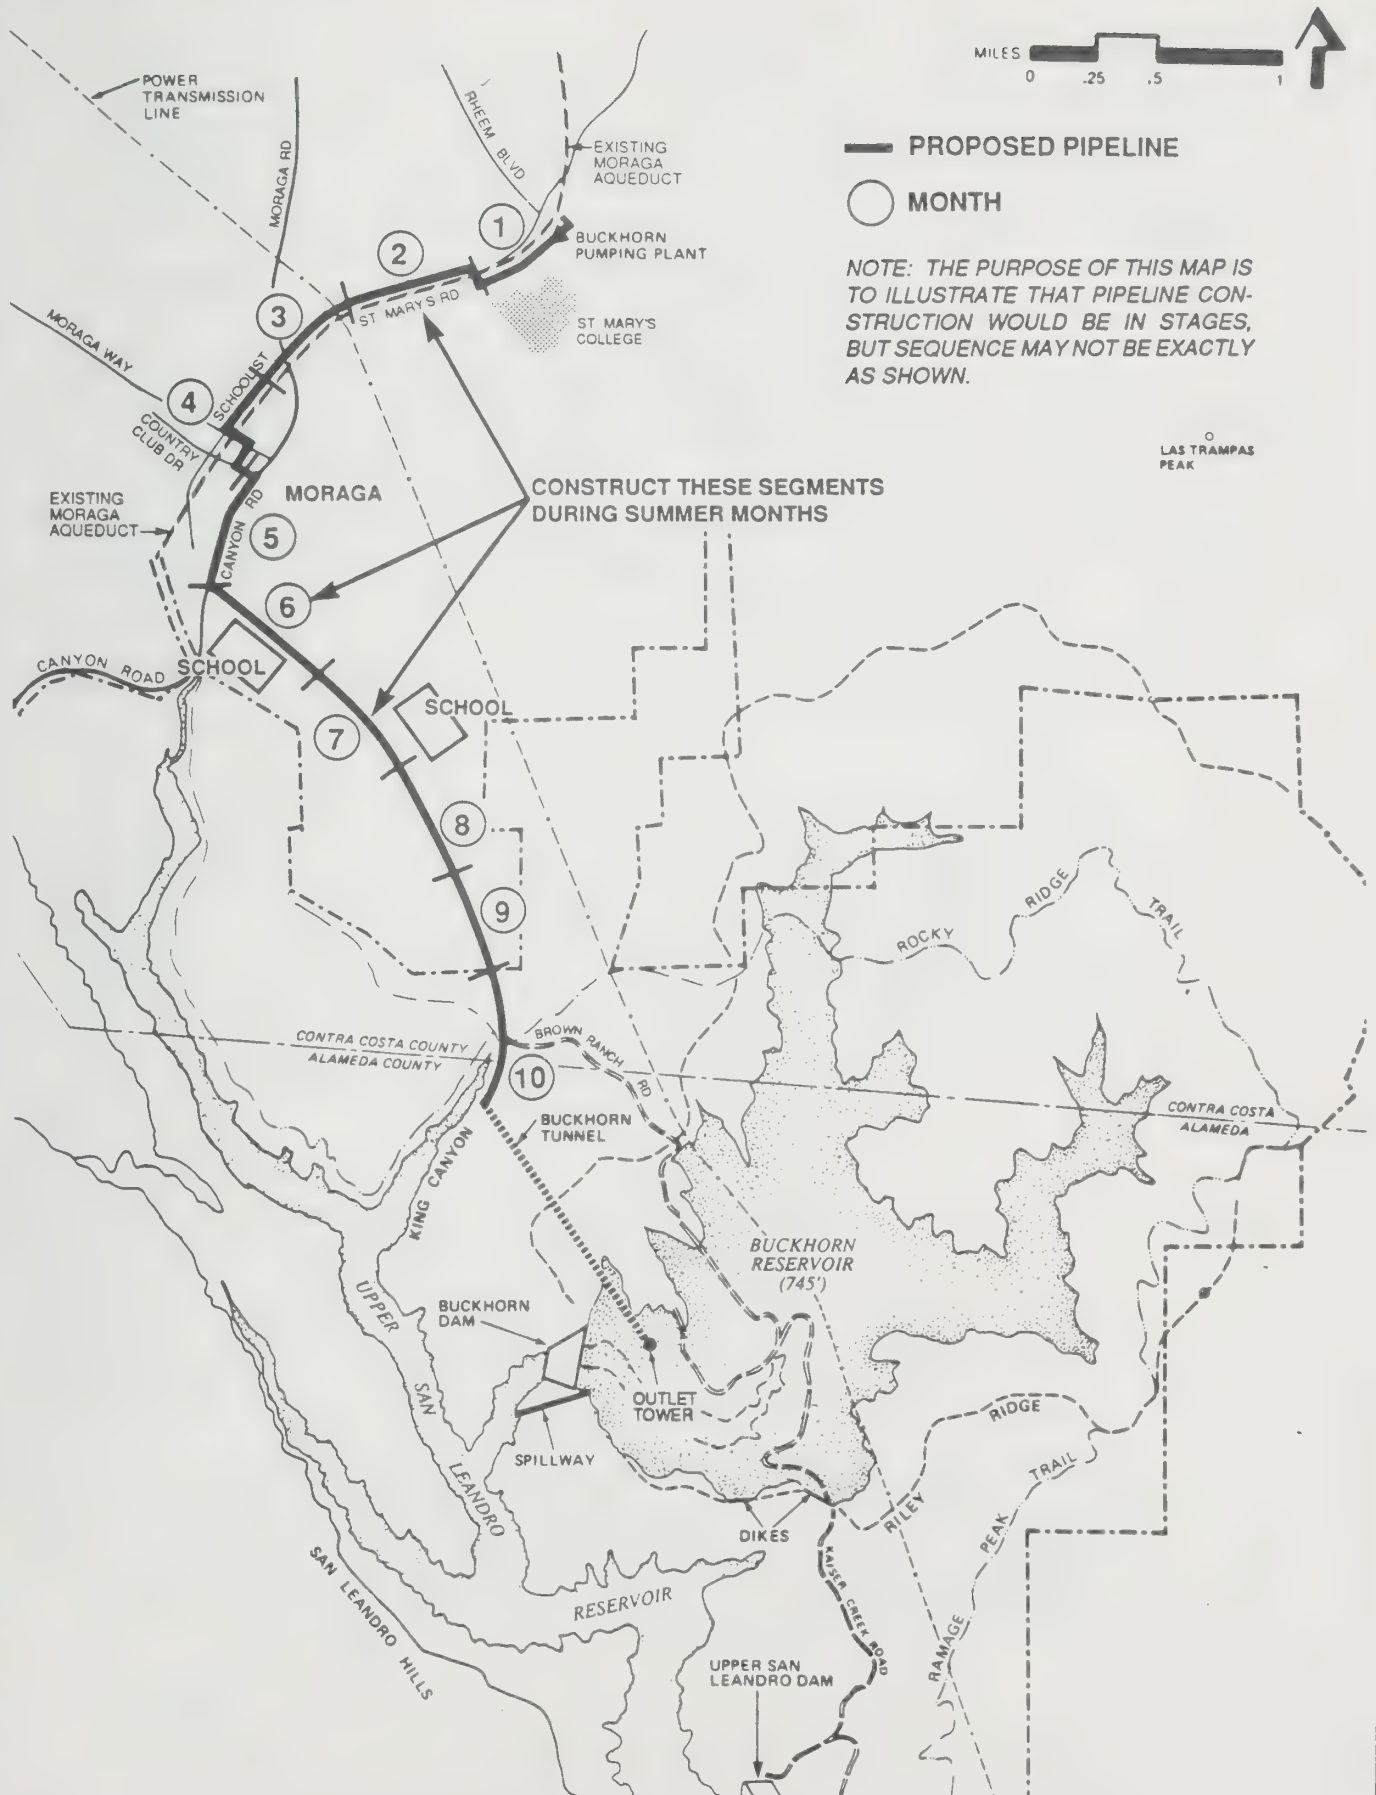 MILES
0 .25 .5 1
POWER
TRANSMISSION
LINE
MORAGA RD
RHEEM BLVD
EXISTING
MORAGA
AQUEDUCT
PROPOSED PIPELINE
MONTH
1
2
BUCKHORN
PUMPING PLANT
NOTE: THE PURPOSE OF THIS MAP IS
TO ILLUSTRATE THAT PIPELINE CON-
STRUCTION WOULD BE IN STAGES,
BUT SEQUENCE MAY NOT BE EXACTLY
AS SHOWN.
ST MARY'S RD
ST MARY'S
COLLEGE
3
MORAGA WAY
SCHOOL ST
4
COUNTRY
CLUB DR
LAS TRAMPAS
PEAK
EXISTING
MORAGA
AQUEDUCT
MORAGA
CONSTRUCT THESE SEGMENTS
DURING SUMMER MONTHS
CANYON RD
5
6
CANYON ROAD
SCHOOL
SCHOOL
7
8
9
ROCKY RIDGE TRAIL
CONTRA COSTA COUNTY
ALAMEDA COUNTY
BROWN RANCH RD
10
CONTRA COSTA
ALAMEDA
BUCKHORN
TUNNEL
KING CANYON
BUCKHORN
RESERVOIR
(745')
UPPER SAN LEANDRO
BUCKHORN
DAM
OUTLET
TOWER
SPILLWAY
RILEY RIDGE
DIKES
RAMAGE PEAK TRAIL
SAN LEANDRO HILLS
RESERVOIR
KAISER CREEK ROAD
UPPER SAN
LEANDRO DAM